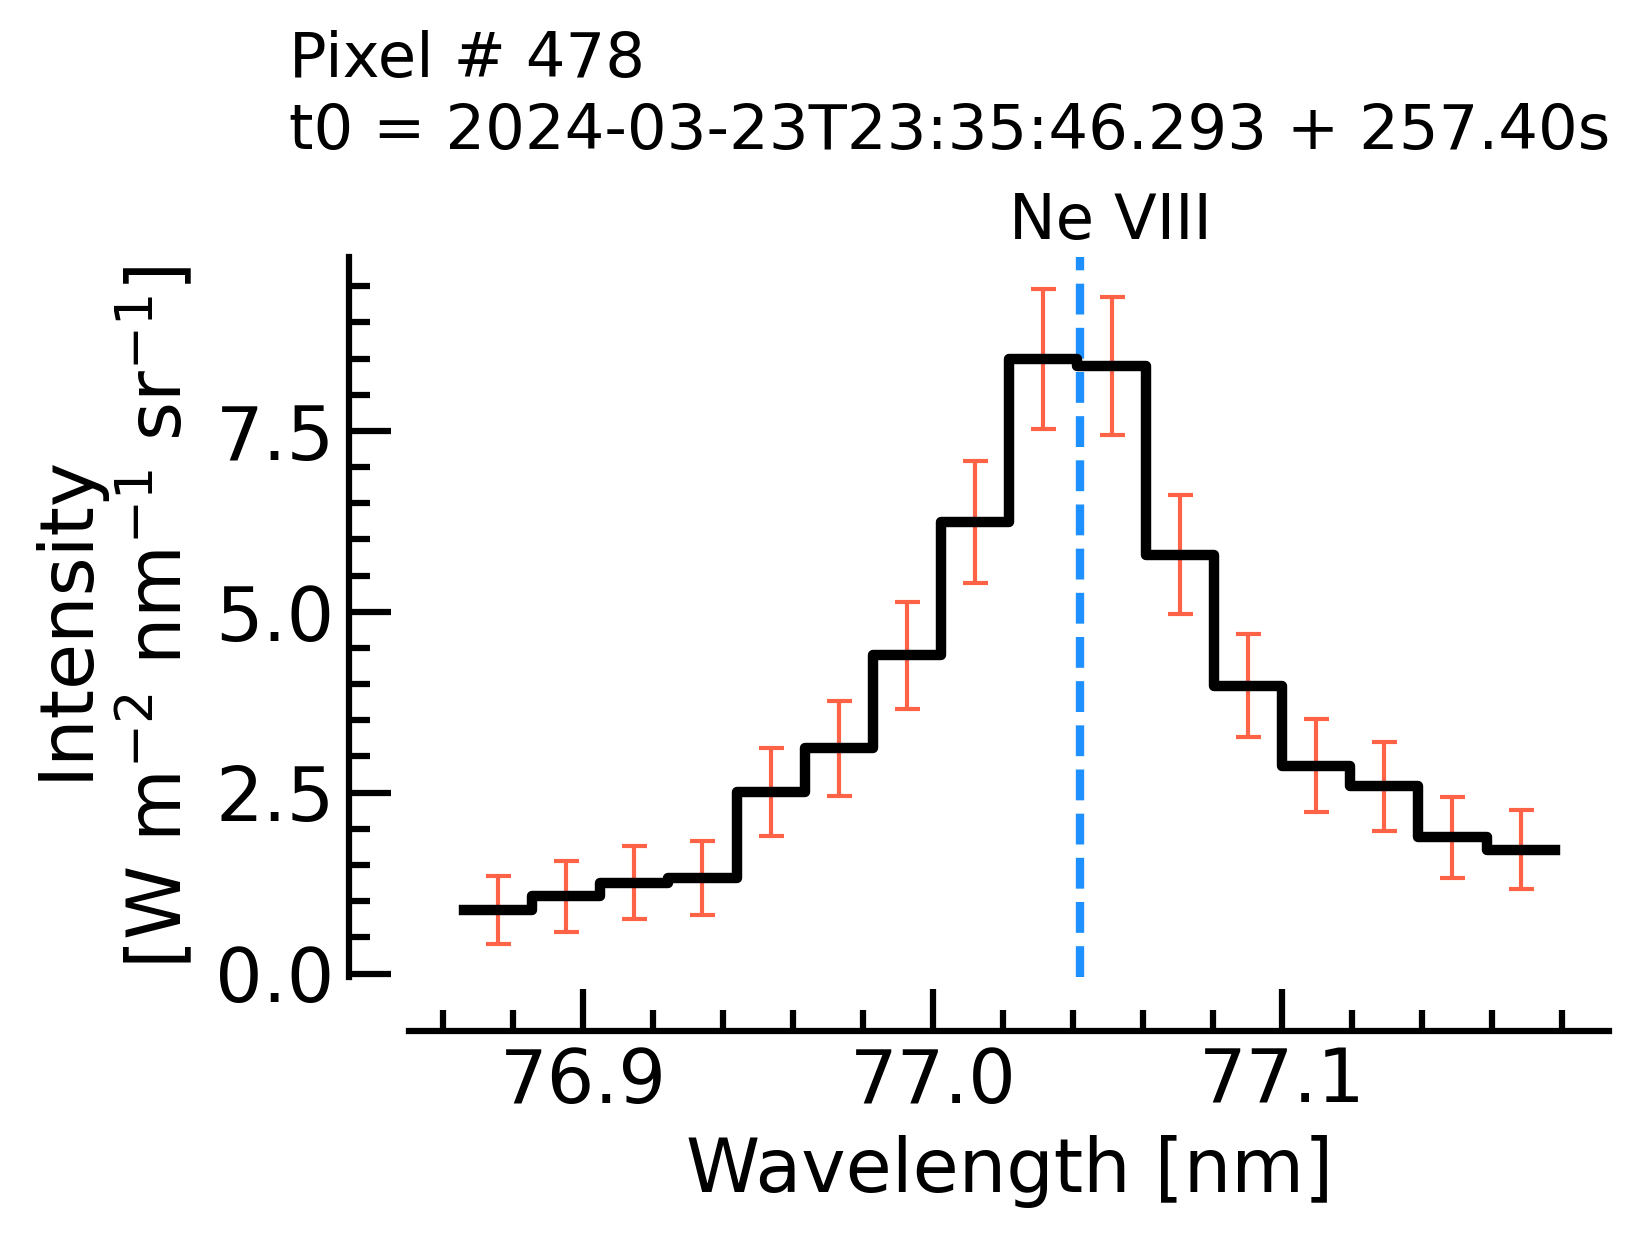 Pixel # 478
t0 = 2024-03-23T23:35:46.293 + 257.40s
Ne VIII
Intensity
[W m⁻² nm⁻¹ sr⁻¹]
7.5
5.0
2.5
0.0
76.9 77.0 77.1
Wavelength [nm]